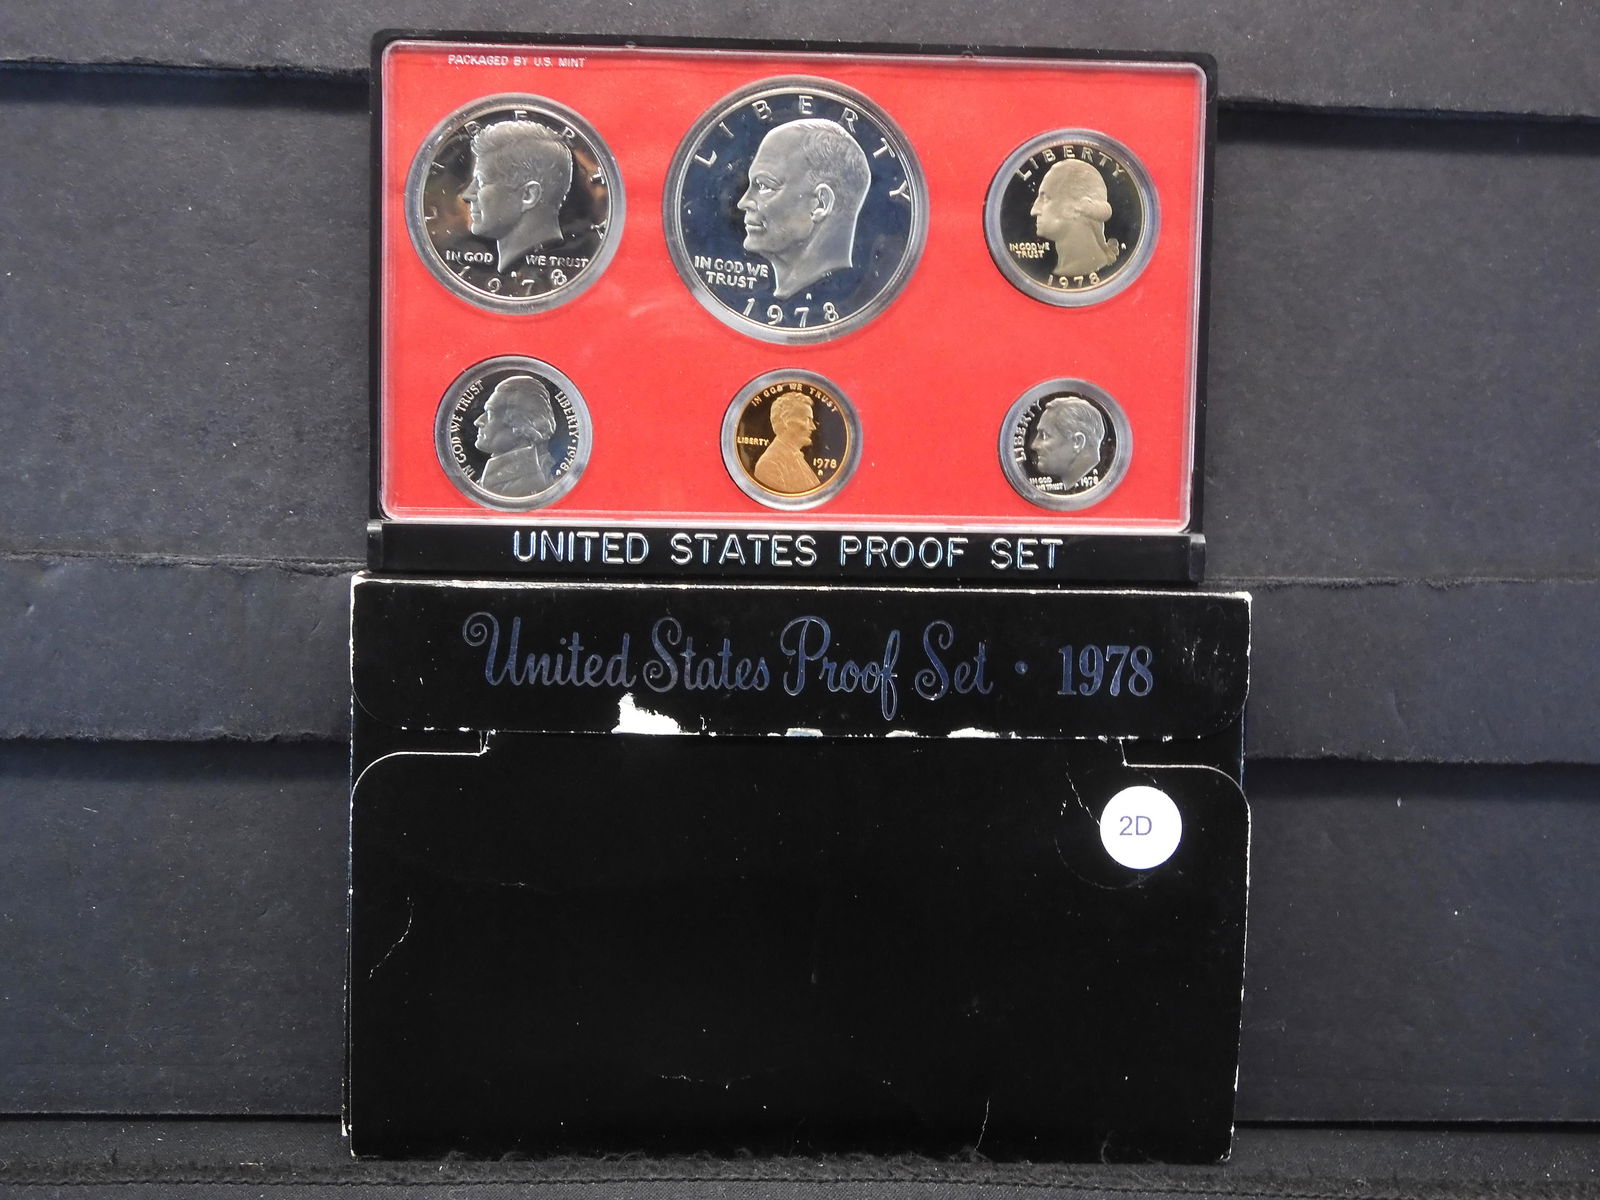 PACKAGED BY U.S. MINT
LIBERTY
IN GOD WE TRUST
1978
LIBERTY
IN GOD WE
TRUST
1978
LIBERTY
IN GOD WE
TRUST
1978
IN GOD WE TRUST
LIBERTY · 1978
IN GOD WE TRUST
LIBERTY
1978
LIBERTY
IN GOD
WE TRUST
1978
UNITED STATES PROOF SET
United States Proof Set · 1978
2D